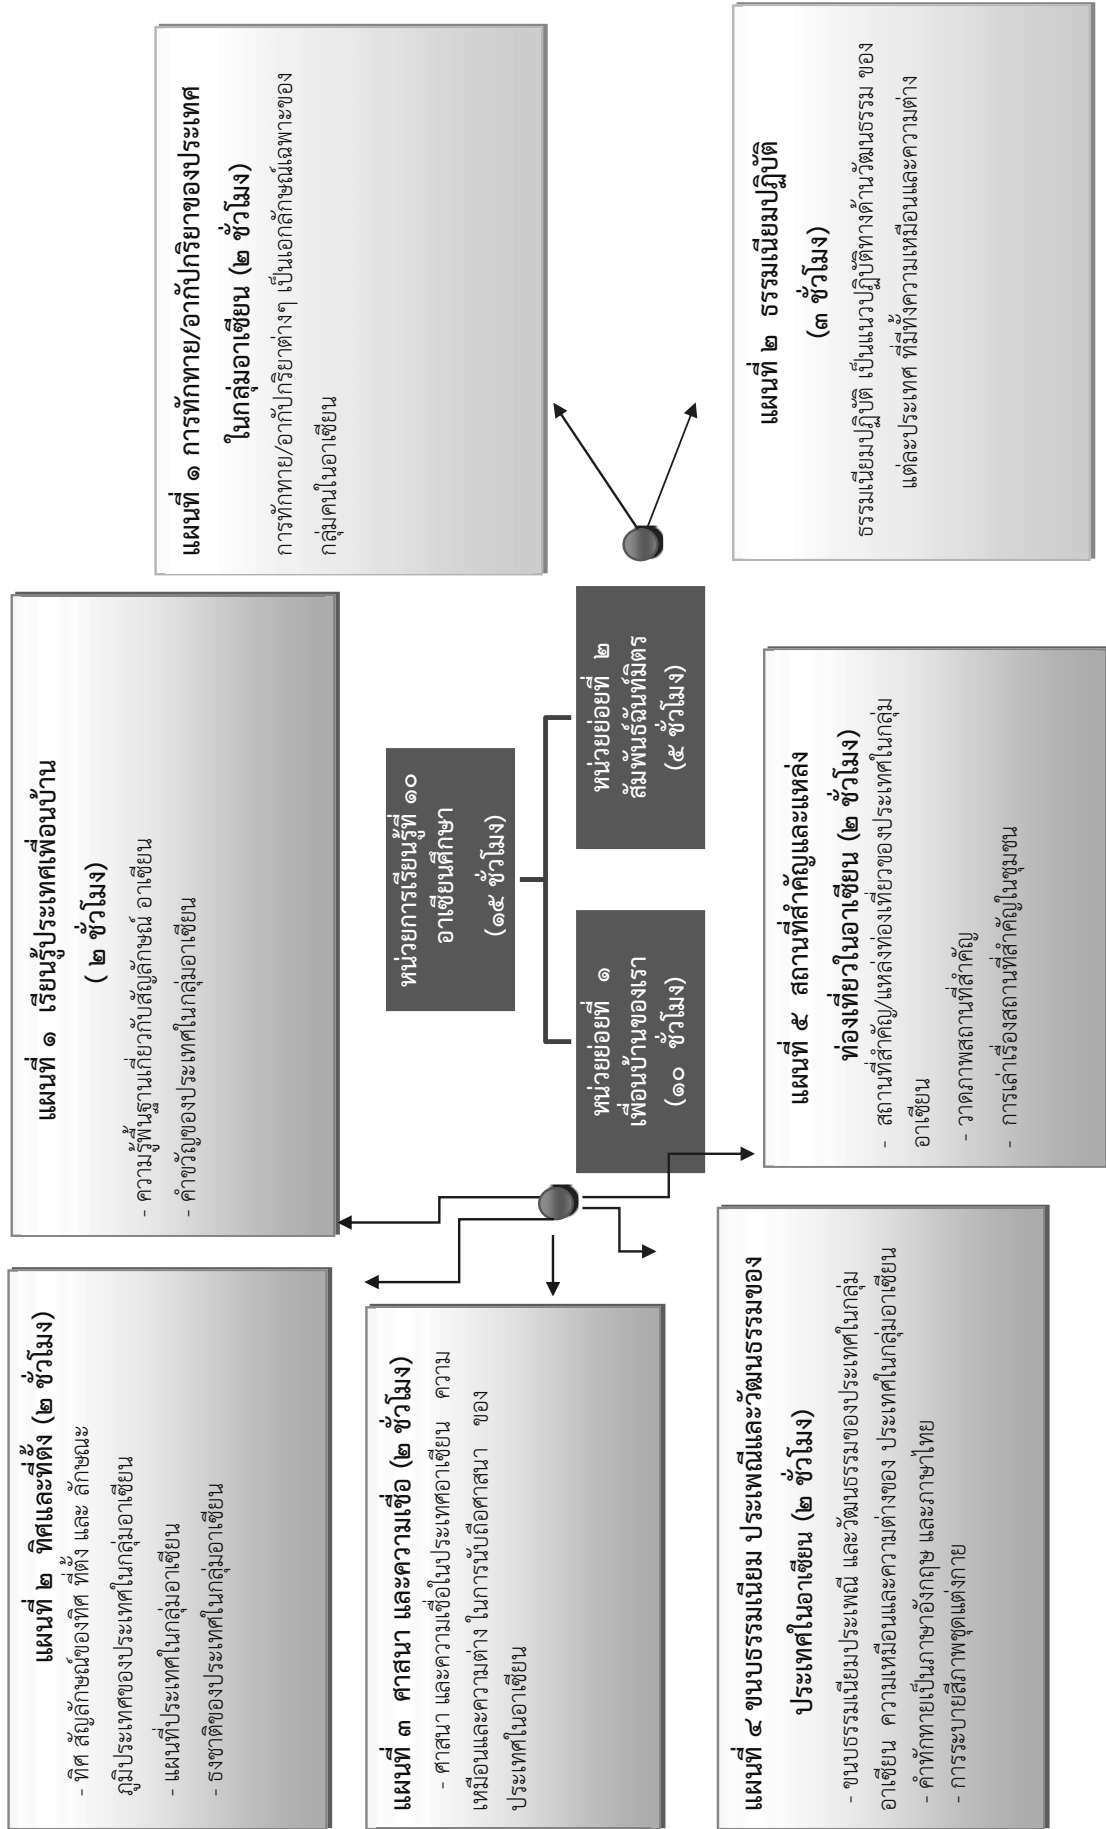 หน่วยการเรียนรู้ที่ ๑๐
อาเซียนศึกษา
(๑๕ ชั่วโมง)
หน่วยย่อยที่ ๑
เพื่อนบ้านของเรา
(๑๐ ชั่วโมง)
หน่วยย่อยที่ ๒
สัมพันธ์ฉันท์มิตร
(๕ ชั่วโมง)
แผนที่ ๑ เรียนรู้ประเทศเพื่อนบ้าน
( ๒ ชั่วโมง)
- ความรู้พื้นฐานเกี่ยวกับสัญลักษณ์ อาเซียน
- คำขวัญของประเทศในกลุ่มอาเซียน
แผนที่ ๒ ทิศและที่ตั้ง (๒ ชั่วโมง)
- ทิศ สัญลักษณ์ของทิศ ที่ตั้ง และ ลักษณะ
ภูมิประเทศของประเทศในกลุ่มอาเซียน
- แผนที่ประเทศในกลุ่มอาเซียน
- ธงชาติของประเทศในกลุ่มอาเซียน
แผนที่ ๓ ศาสนา และความเชื่อ (๒ ชั่วโมง)
- ศาสนา และความเชื่อในประเทศอาเซียน ความ
เหมือนและความต่าง ในการนับถือศาสนา ของ
ประเทศในอาเซียน
แผนที่ ๔ ขนบธรรมเนียม ประเพณีและวัฒนธรรมของ
ประเทศในอาเซียน (๒ ชั่วโมง)
- ขนบธรรมเนียมประเพณี และวัฒนธรรมของประเทศในกลุ่ม
อาเซียน ความเหมือนและความต่างของ ประเทศในกลุ่มอาเซียน
- คำทักทายเป็นภาษาอังกฤษ และภาษาไทย
- การระบายสีภาพชุดแต่งกาย
แผนที่ ๕ สถานที่สำคัญและแหล่ง
ท่องเที่ยวในอาเซียน (๒ ชั่วโมง)
- สถานที่สำคัญ/แหล่งท่องเที่ยวของประเทศในกลุ่ม
อาเซียน
- วาดภาพสถานที่สำคัญ
- การเล่าเรื่องสถานที่สำคัญในชุมชน
แผนที่ ๑ การทักทาย/อากัปกริยาของประเทศ
ในกลุ่มอาเซียน (๒ ชั่วโมง)
การทักทาย/อากัปกริยาต่างๆ เป็นเอกลักษณ์เฉพาะของ
กลุ่มคนในอาเซียน
แผนที่ ๒ ธรรมเนียมปฏิบัติ
(๓ ชั่วโมง)
ธรรมเนียมปฏิบัติ เป็นแนวปฏิบัติทางด้านวัฒนธรรม ของ
แต่ละประเทศ ที่มีทั้งความเหมือนและความต่าง